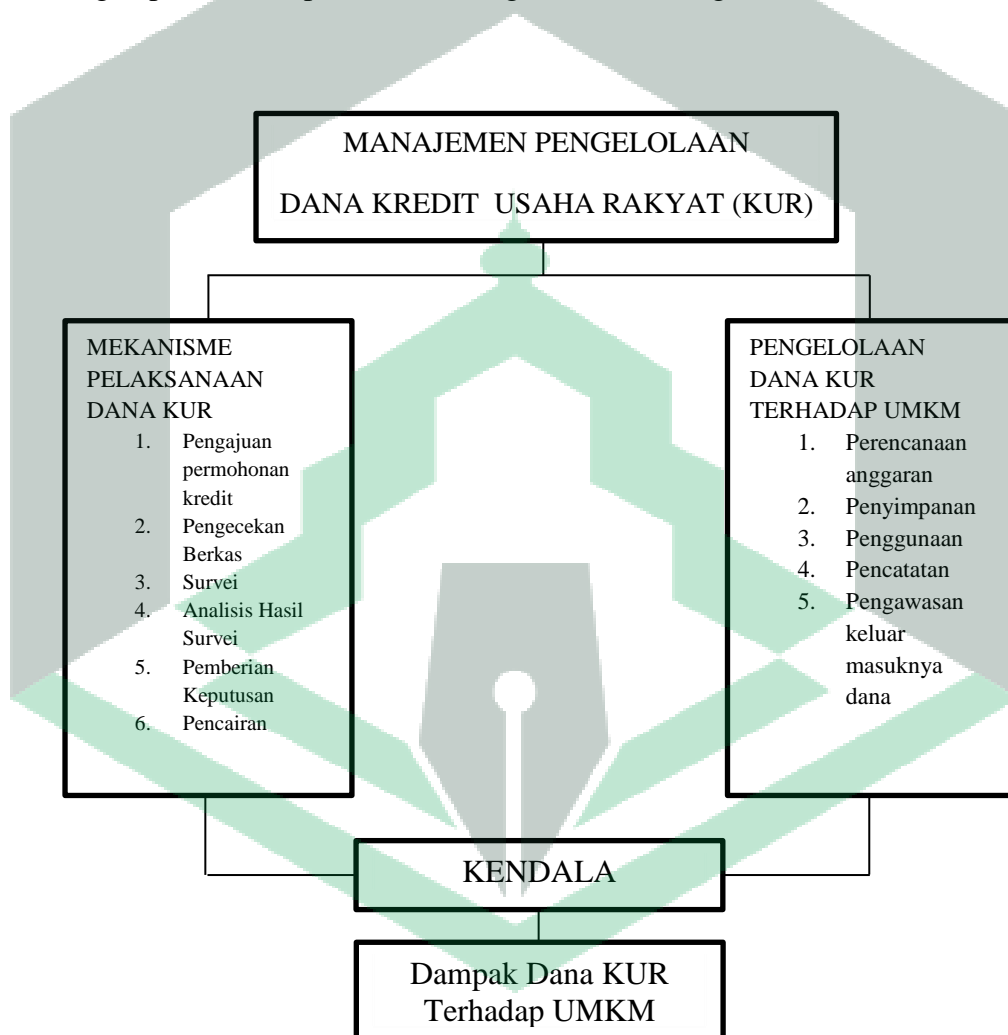 MANAJEMEN PENGELOLAAN
DANA KREDIT USAHA RAKYAT (KUR)
MEKANISME
PELAKSANAAN
DANA KUR
1. Pengajuan
permohonan
kredit
2. Pengecekan
Berkas
3. Survei
4. Analisis Hasil
Survei
5. Pemberian
Keputusan
6. Pencairan
PENGELOLAAN
DANA KUR
TERHADAP UMKM
1. Perencanaan
anggaran
2. Penyimpanan
3. Penggunaan
4. Pencatatan
5. Pengawasan
keluar
masuknya
dana
KENDALA
Dampak Dana KUR
Terhadap UMKM